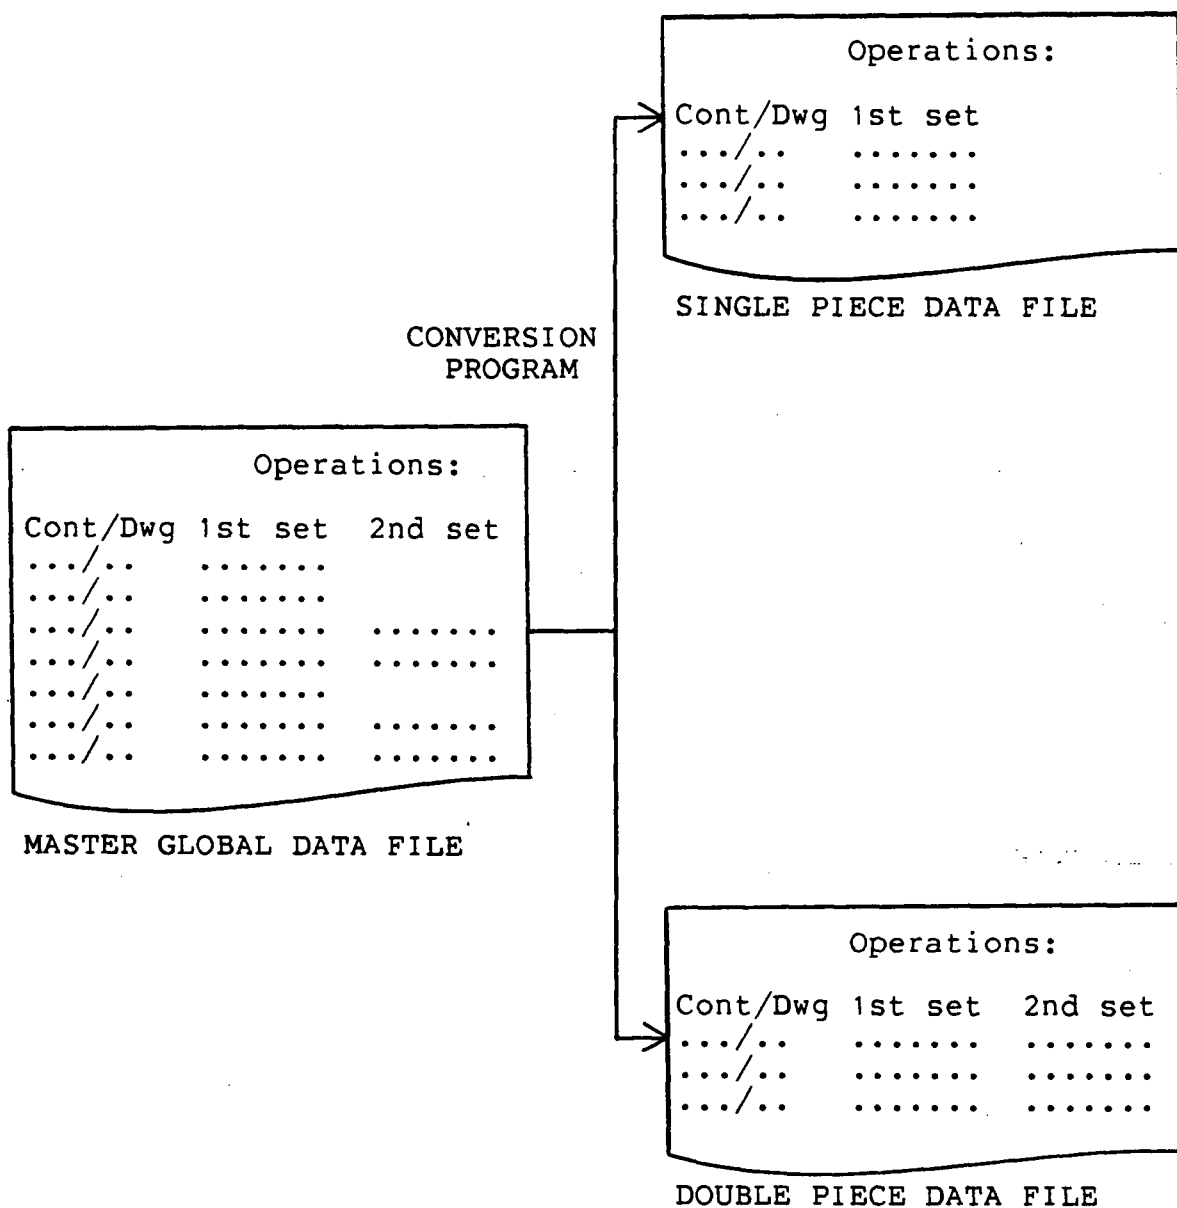 Operations:
Cont/Dwg 1st set
.../.. .......
.../.. .......
.../.. .......
SINGLE PIECE DATA FILE
CONVERSION
PROGRAM
Operations:
Cont/Dwg 1st set 2nd set
.../.. .......
.../.. .......
.../.. ....... .......
.../.. ....... .......
.../.. .......
.../.. ....... .......
.../.. ....... .......
MASTER GLOBAL DATA FILE
Operations:
Cont/Dwg 1st set 2nd set
.../.. ....... .......
.../.. ....... .......
.../.. ....... .......
DOUBLE PIECE DATA FILE